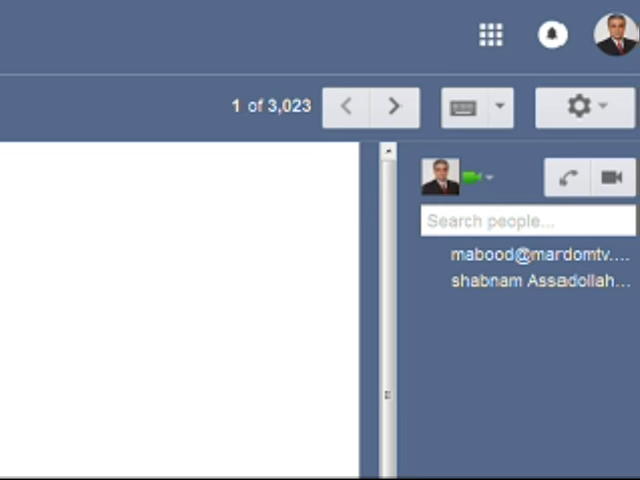 1 of 3,023
Search people...
mabood@mardomtv....
shabnam Assadollah...